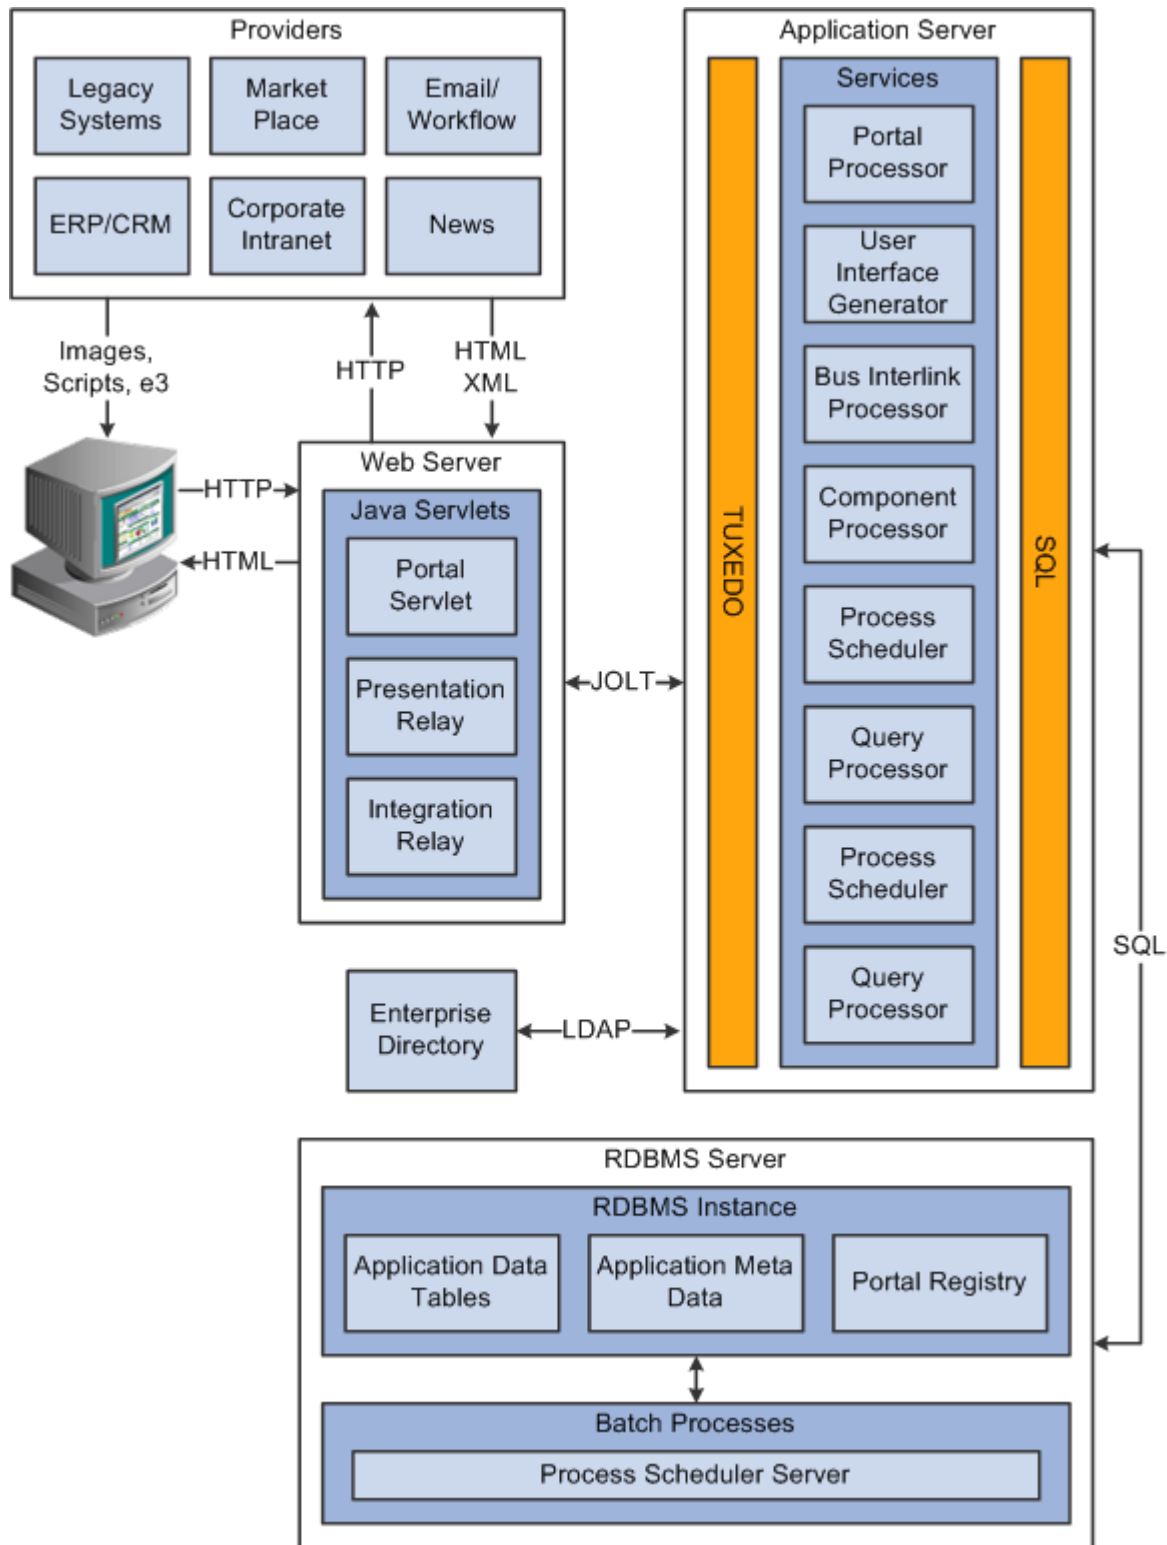 Providers
Legacy
Systems
Market
Place
Email/
Workflow
ERP/CRM
Corporate
Intranet
News
Images,
Scripts, e3
HTTP
HTML
XML
HTTP
HTML
Web Server
Java Servlets
Portal
Servlet
Presentation
Relay
Integration
Relay
JOLT
Enterprise
Directory
LDAP
Application Server
TUXEDO
Services
Portal
Processor
User
Interface
Generator
Bus Interlink
Processor
Component
Processor
Process
Scheduler
Query
Processor
Process
Scheduler
Query
Processor
SQL
SQL
RDBMS Server
RDBMS Instance
Application Data
Tables
Application Meta
Data
Portal Registry
Batch Processes
Process Scheduler Server